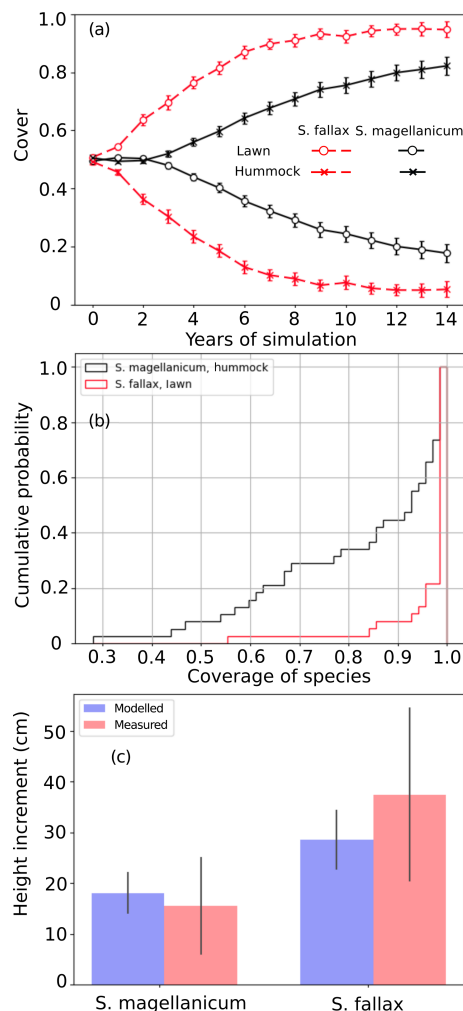 1.0
(a)
0.8
Cover
0.6
S. fallax S. magellanicum
Lawn
Hummock
0.4
0.2
0
0 2 4 6 8 10 12 14
Years of simulation
1.0
S. magellanicum, hummock
S. fallax, lawn
(b)
0.8
Cumulative probability
0.6
0.4
0.2
0
0.3 0.4 0.5 0.6 0.7 0.8 0.9 1.0
Coverage of species
Modelled
Measured
(c)
50
Height increment (cm)
40
30
20
10
0
S. magellanicum S. fallax